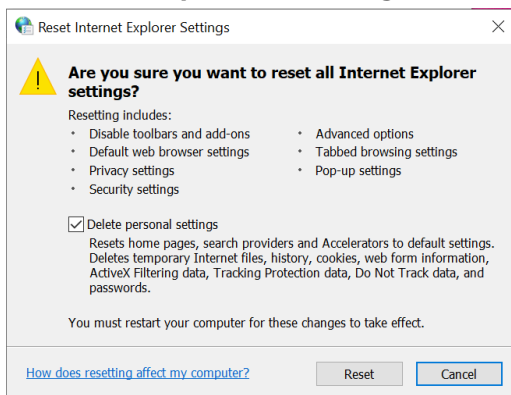 Reset Internet Explorer Settings
Are you sure you want to reset all Internet Explorer
settings?
Resetting includes:
• Disable toolbars and add-ons
• Default web browser settings
• Privacy settings
• Security settings
• Advanced options
• Tabbed browsing settings
• Pop-up settings
Delete personal settings
Resets home pages, search providers and Accelerators to default settings.
Deletes temporary Internet files, history, cookies, web form information,
ActiveX Filtering data, Tracking Protection data, Do Not Track data, and
passwords.
You must restart your computer for these changes to take effect.
How does resetting affect my computer?
Reset
Cancel